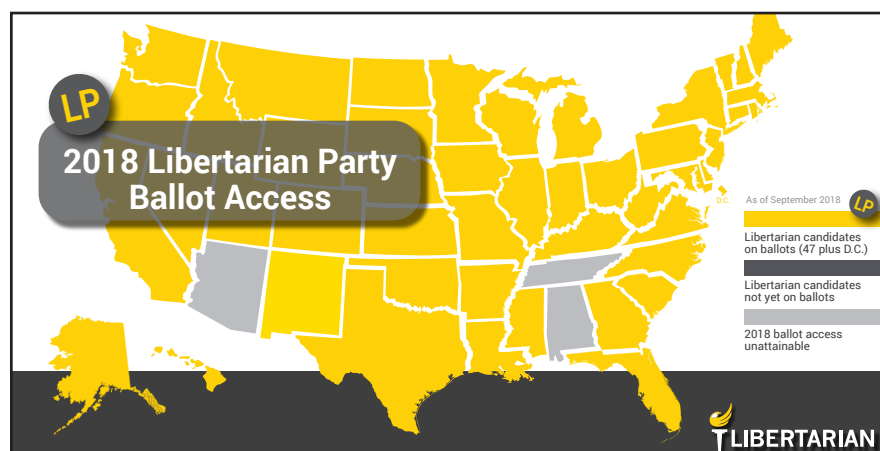 LP
2018 Libertarian Party
Ballot Access
D.C.
As of September 2018
LP
Libertarian candidates
on ballots (47 plus D.C.)
Libertarian candidates
not yet on ballots
2018 ballot access
unattainable
LIBERTARIAN